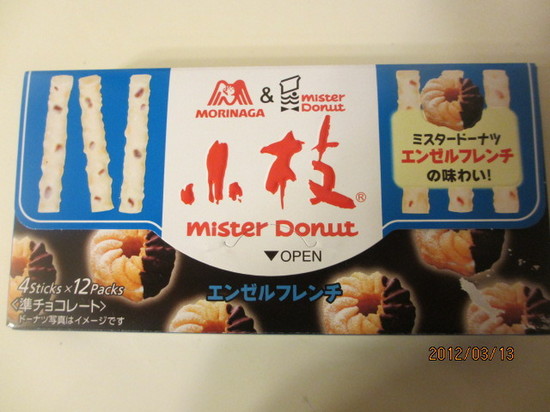 MORINAGA
&
mister
Donut
小枝®
mister Donut
▼OPEN
ミスタードーナツ
エンゼルフレンチ
の味わい!
4Sticks×12Packs
《準チョコレート》
ドーナツ写真はイメージです
エンゼルフレンチ
2012/03/13